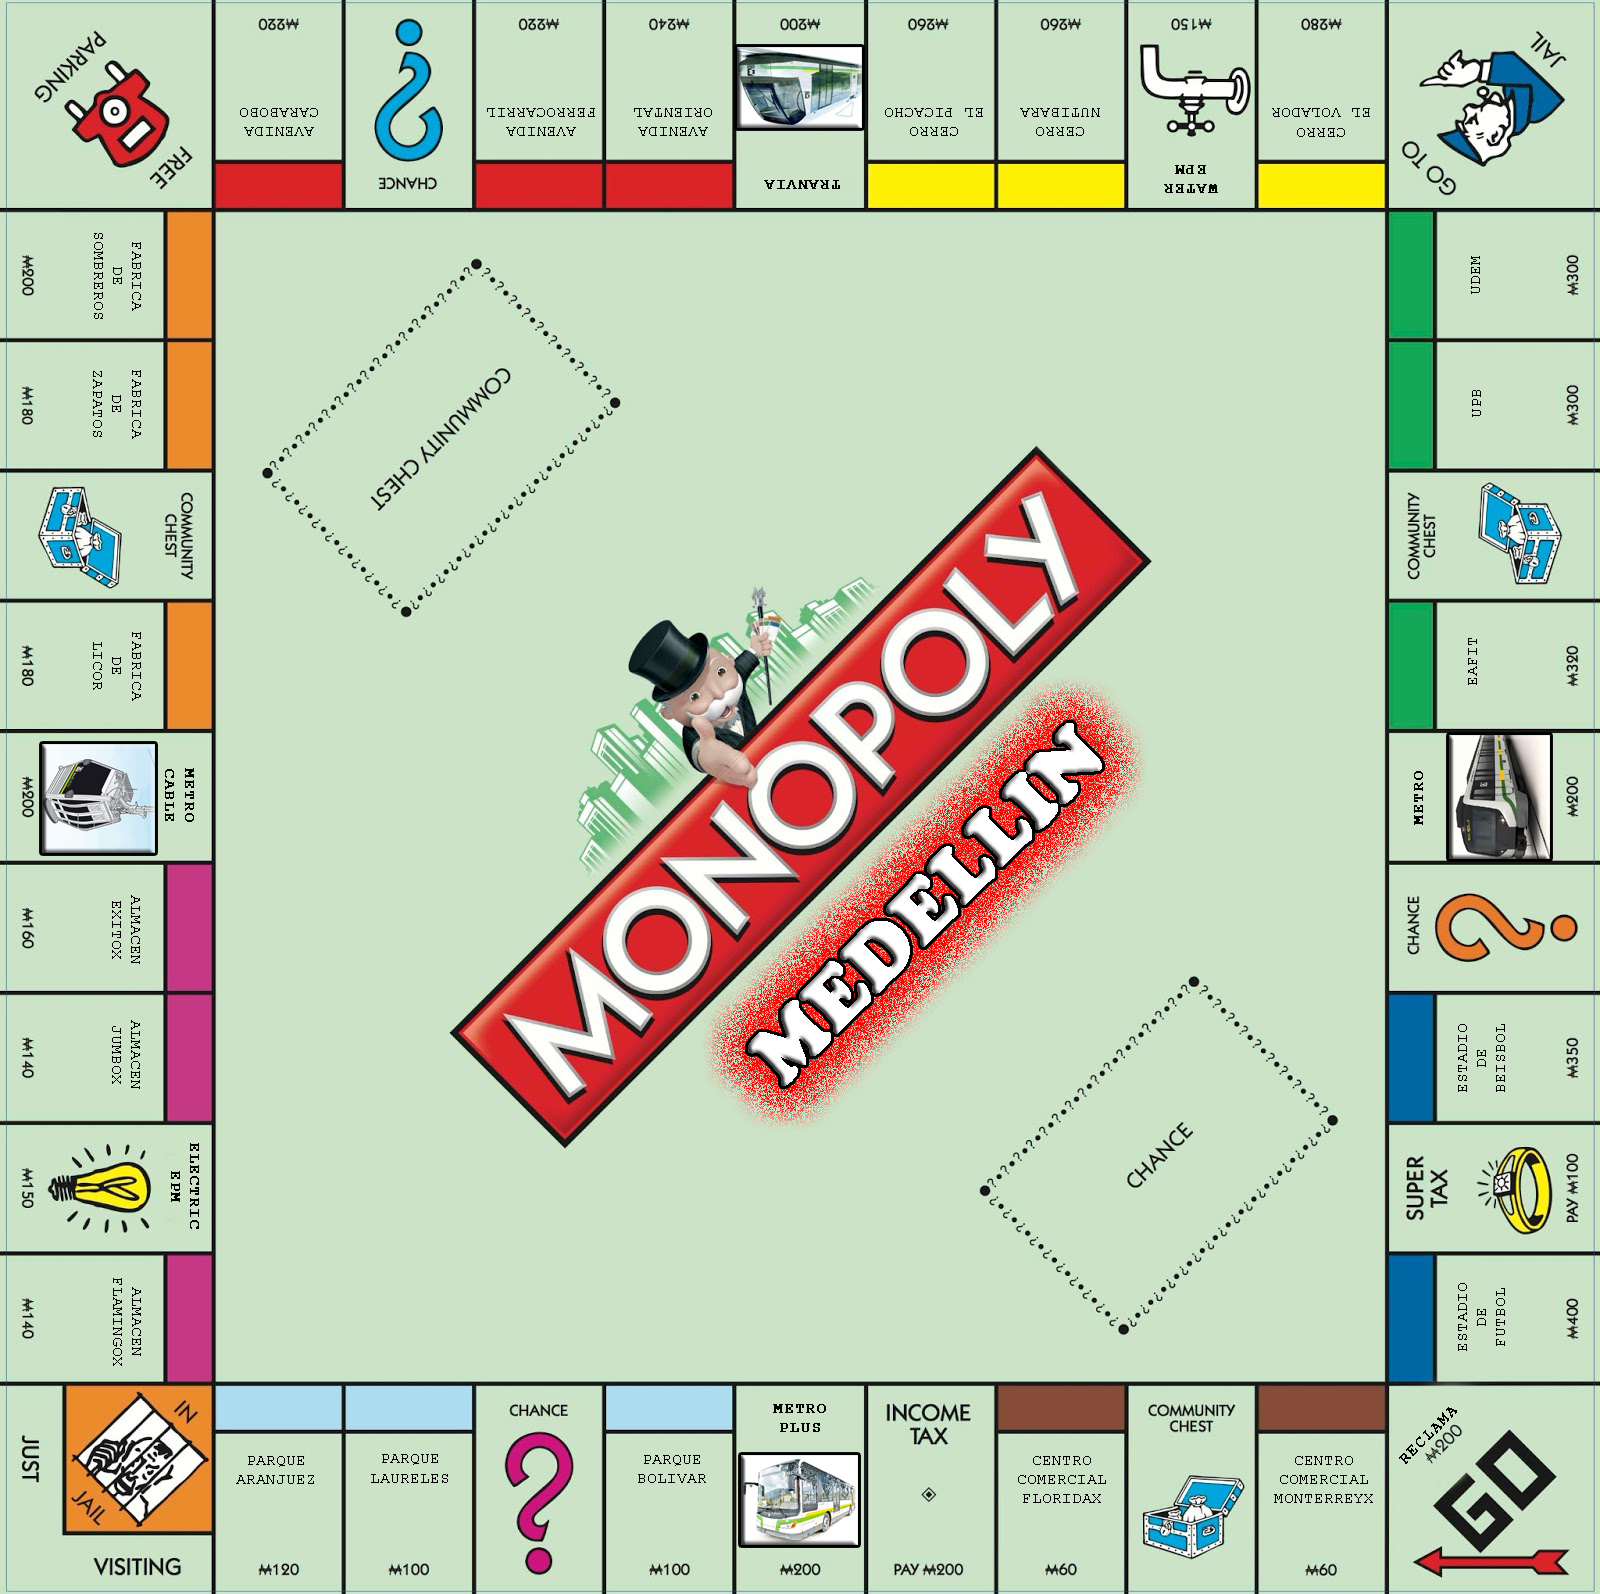 FREE
PARKING
₩220
AVENIDA
CARABOBO
CHANCE
₩220
AVENIDA
FERROCARRIL
₩240
AVENIDA
ORIENTAL
₩200
TRANVIA
₩260
CERRO
EL PICACHO
₩260
CERRO
NUTIBARA
₩150
WATER
EPM
₩280
CERRO
EL VOLADOR
GO TO
JAIL
FABRICA
DE
SOMBREROS
₩200
FABRICA
DE
ZAPATOS
₩180
COMMUNITY
CHEST
FABRICA
DE
LICOR
₩180
METRO
CABLE
₩200
ALMACEN
EXITOX
₩160
ALMACEN
JUMBOX
₩140
ELECTRIC
EPM
₩150
ALMACEN
FLAMINGOX
₩140
COMMUNITY CHEST
MONOPOLY
MEDELLIN
CHANCE
UDEM
₩300
UPB
₩300
COMMUNITY
CHEST
EAFIT
₩320
METRO
₩200
CHANCE
ESTADIO
DE
BEISBOL
₩350
SUPER
TAX
PAY ₩100
ESTADIO
DE
FUTBOL
₩400
IN
JAIL
JUST
VISITING
PARQUE
ARANJUEZ
₩120
PARQUE
LAURELES
₩100
CHANCE
PARQUE
BOLIVAR
₩100
METRO
PLUS
₩200
INCOME
TAX
PAY ₩200
CENTRO
COMERCIAL
FLORIDAX
₩60
COMMUNITY
CHEST
CENTRO
COMERCIAL
MONTERREYX
₩60
RECLAMA
₩200
GO